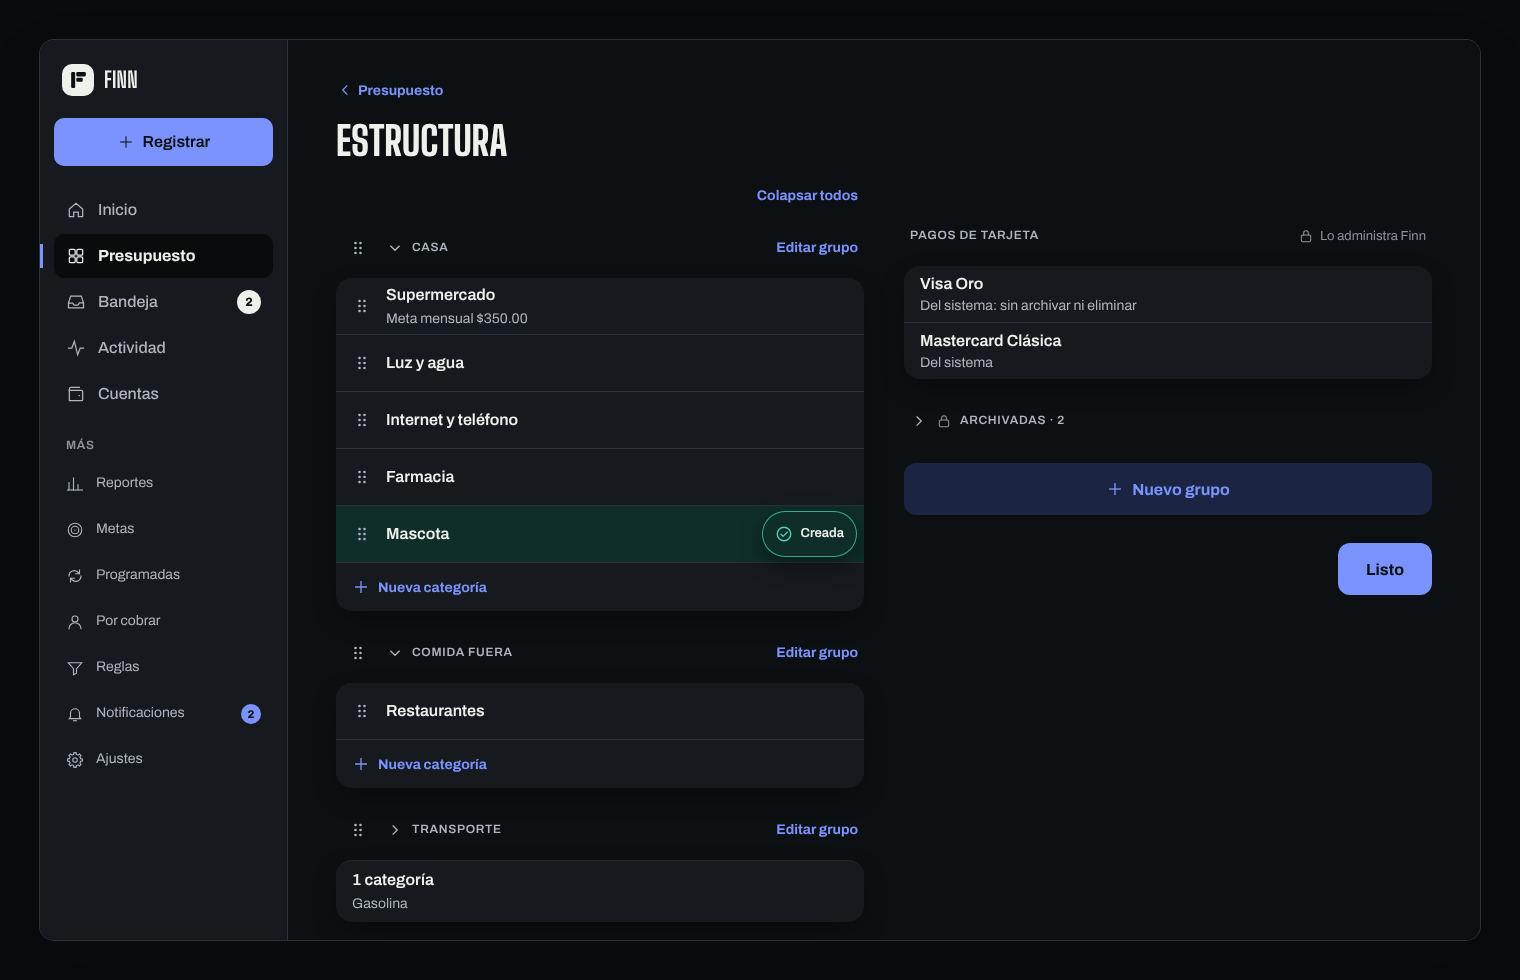 FINN
Registrar
Inicio
Presupuesto
Bandeja 2
Actividad
Cuentas
MÁS
Reportes
Metas
Programadas
Por cobrar
Reglas
Notificaciones 2
Ajustes
Presupuesto
ESTRUCTURA
Colapsar todos
CASA Editar grupo
Supermercado
Meta mensual $350.00
Luz y agua
Internet y teléfono
Farmacia
Mascota Creada
Nueva categoría
COMIDA FUERA Editar grupo
Restaurantes
Nueva categoría
TRANSPORTE Editar grupo
1 categoría
Gasolina
PAGOS DE TARJETA Lo administra Finn
Visa Oro
Del sistema: sin archivar ni eliminar
Mastercard Clásica
Del sistema
ARCHIVADAS · 2
Nuevo grupo
Listo